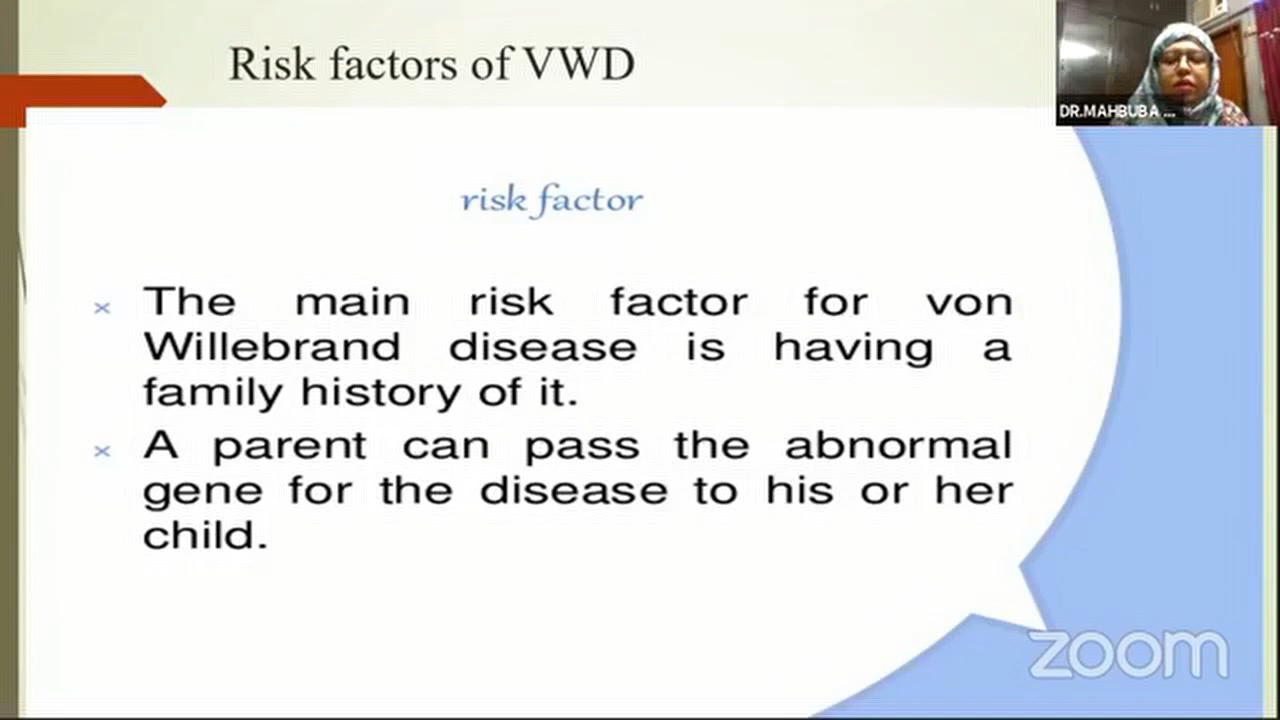 Risk factors of VWD
DR.MAHBUBA ...
risk factor
The main risk factor for von
Willebrand disease is having a
family history of it.
A parent can pass the abnormal
gene for the disease to his or her
child.
zoom